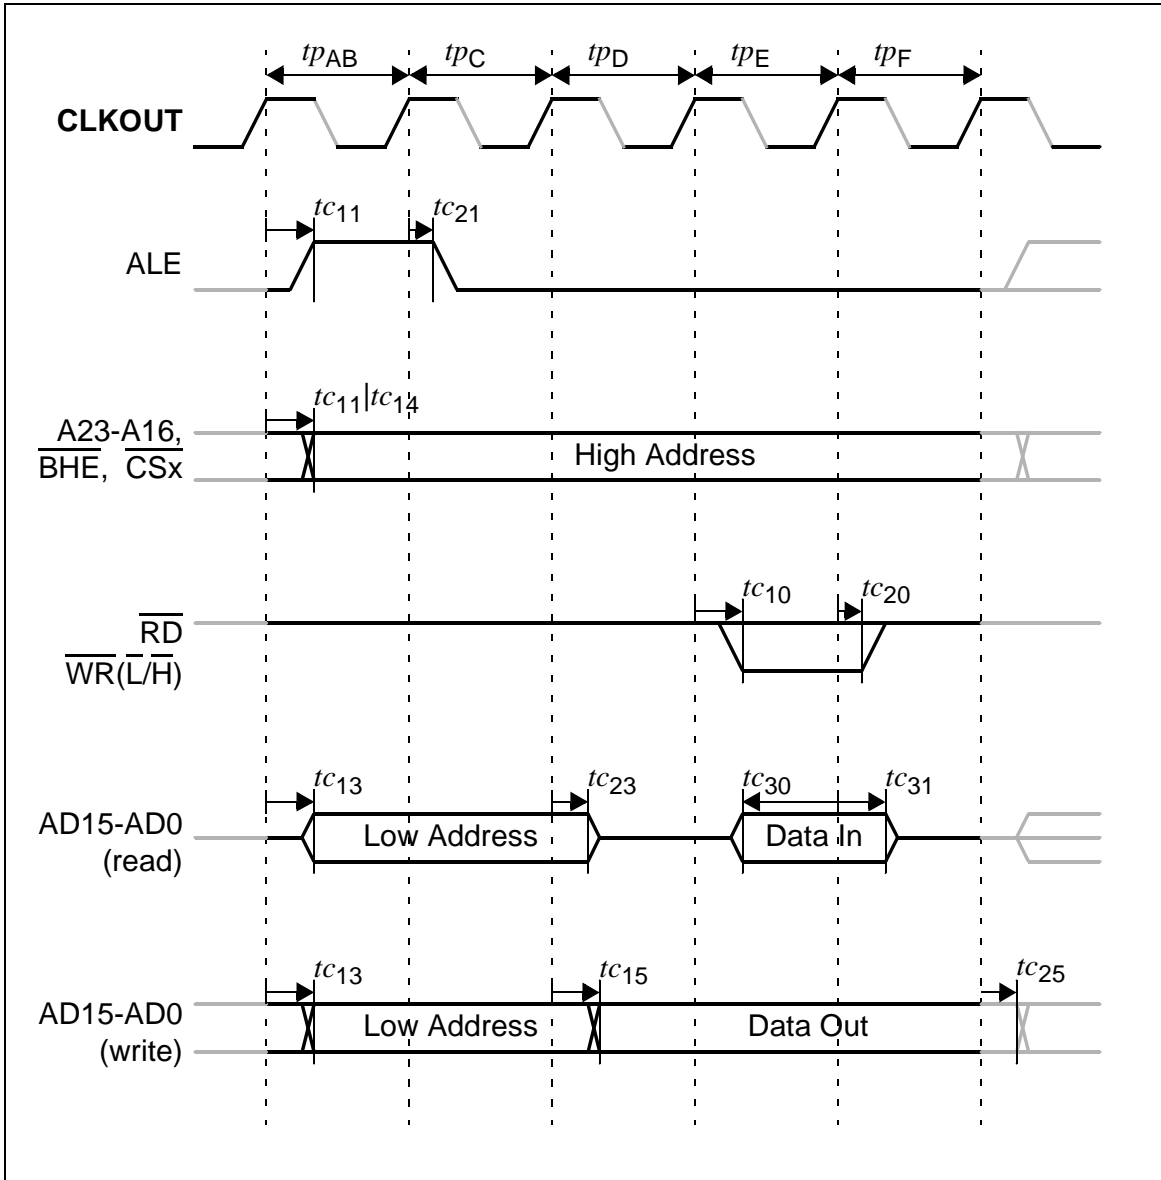 tpAB tpC tpD tpE tpF
CLKOUT
tc11 tc21
ALE
tc11|tc14
A23-A16,
BHE, CSx
High Address
tc10 tc20
RD
WR(L/H)
tc13 tc23 tc30 tc31
AD15-AD0
(read)
Low Address Data In
tc13 tc15 tc25
AD15-AD0
(write)
Low Address Data Out